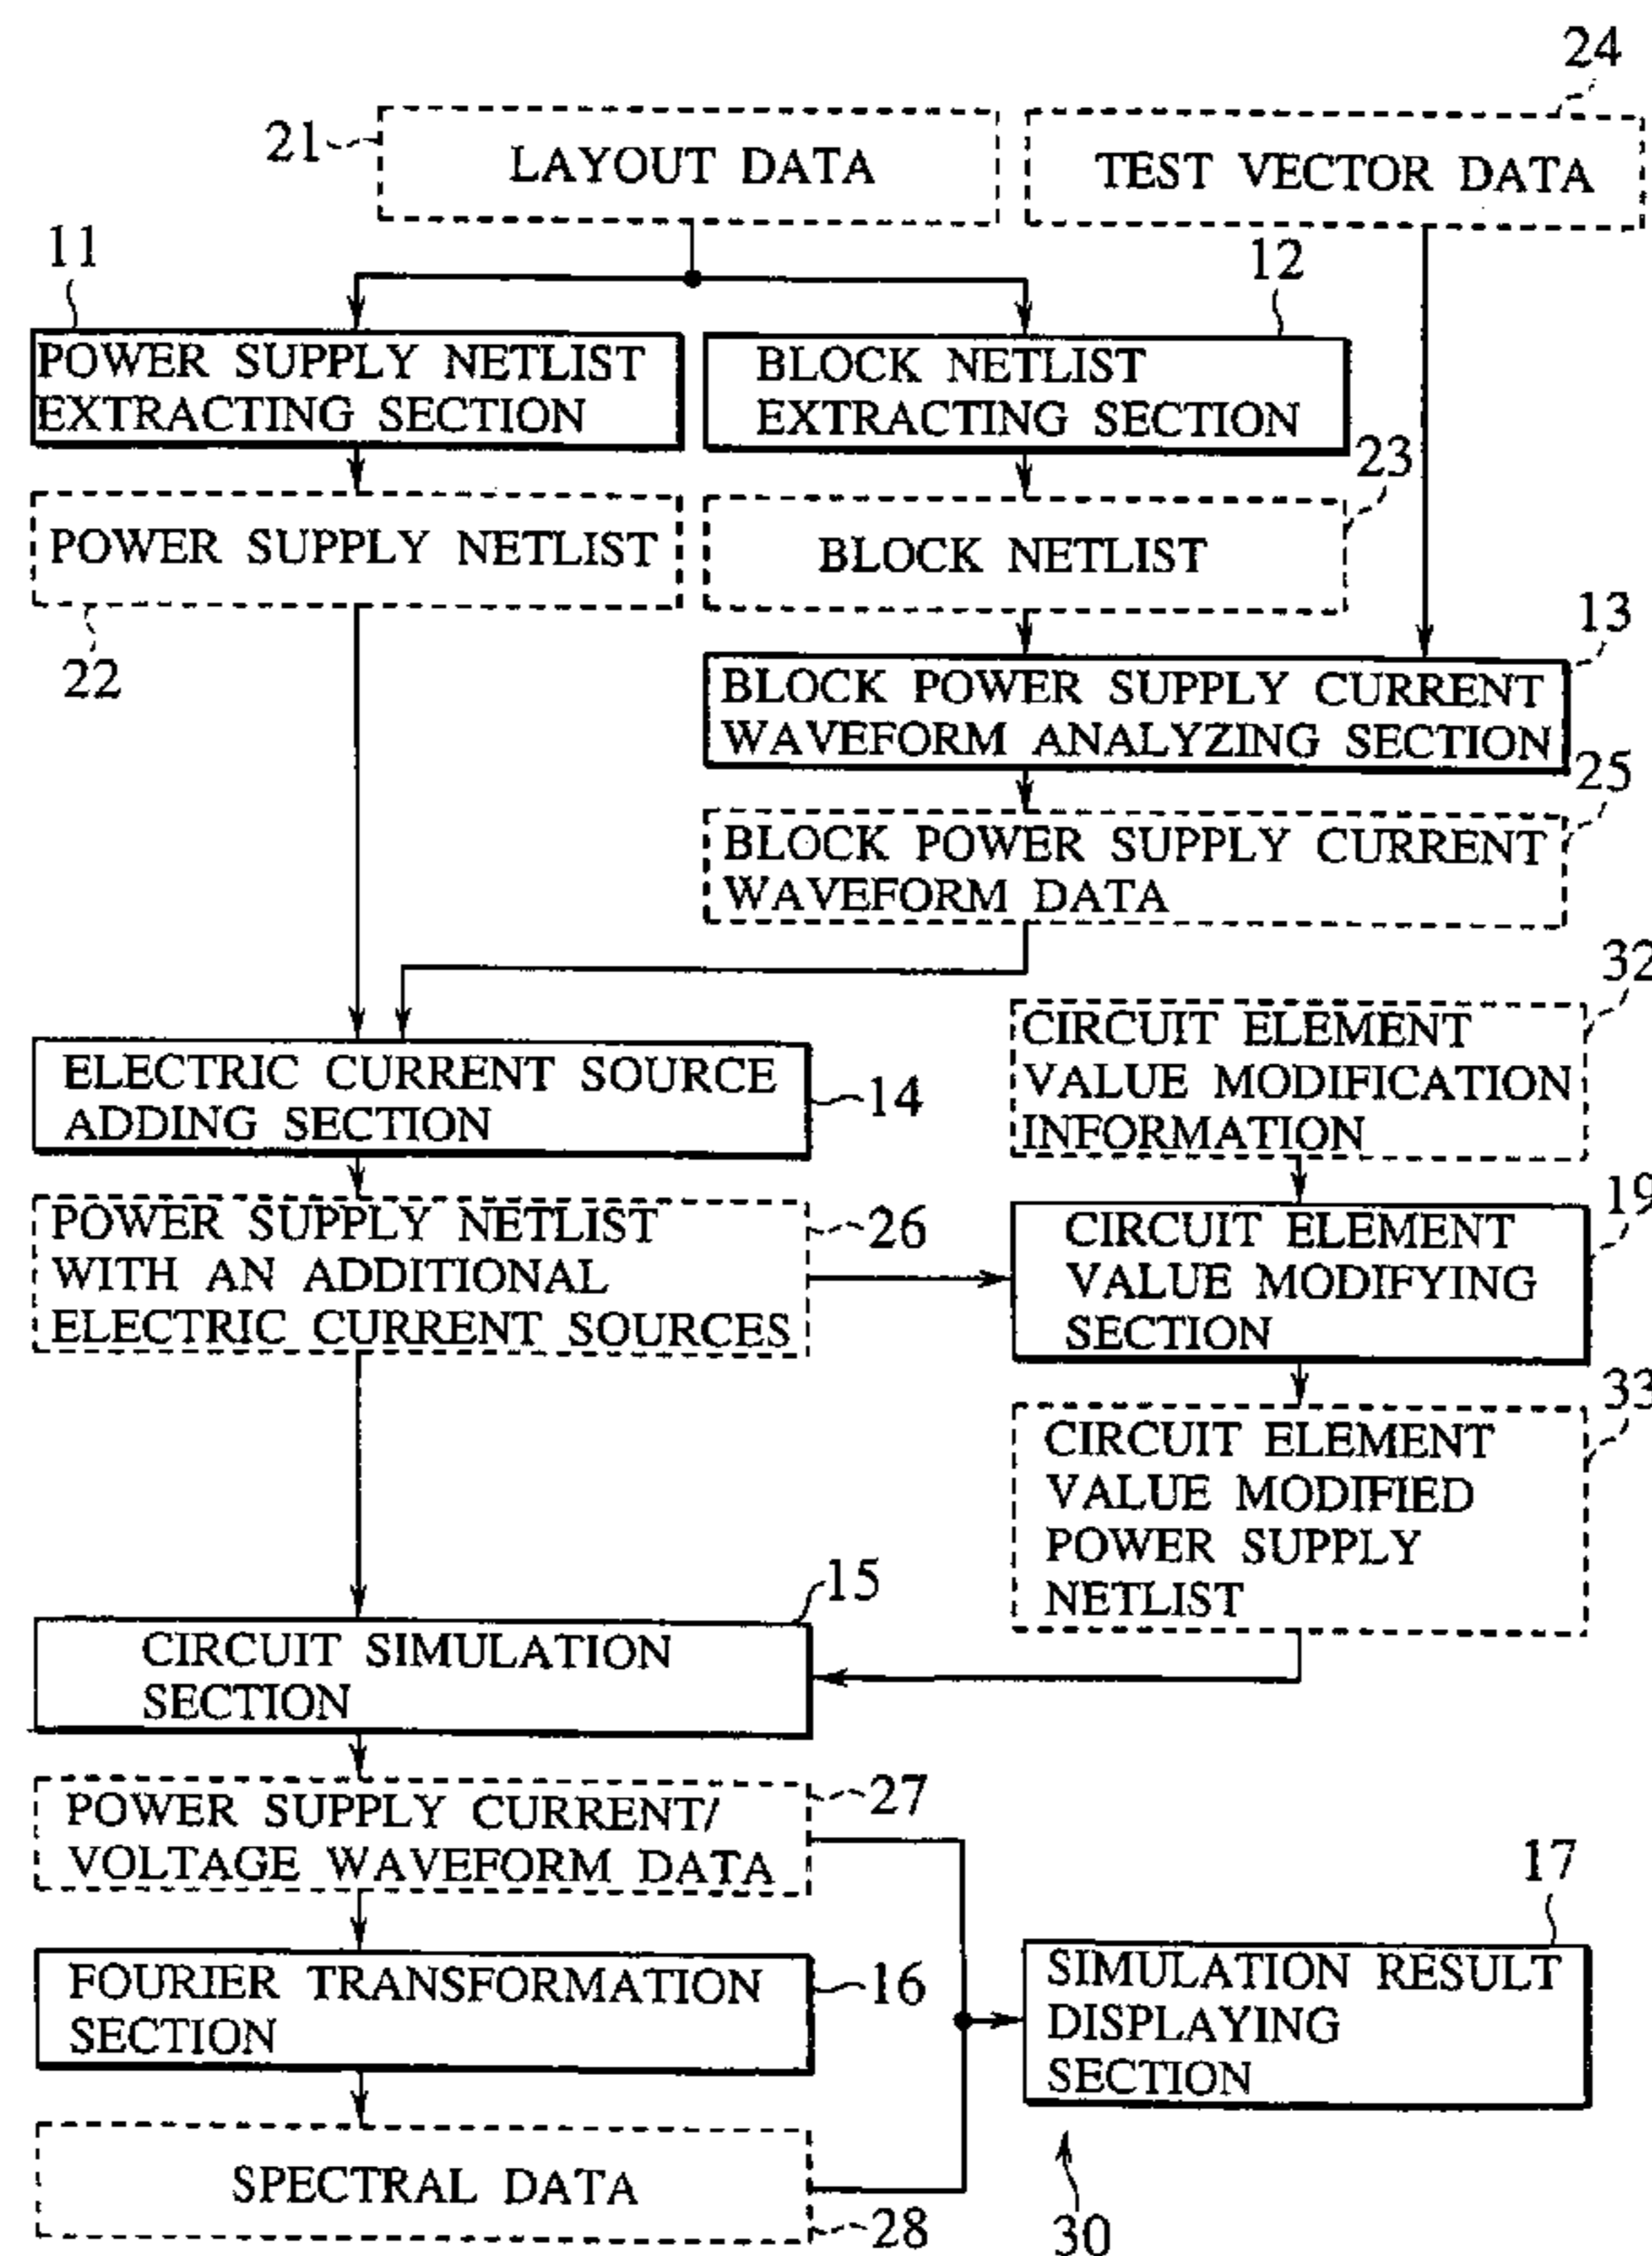 24
21
LAYOUT DATA
TEST VECTOR DATA
11
12
POWER SUPPLY NETLIST
EXTRACTING SECTION
BLOCK NETLIST
EXTRACTING SECTION
23
POWER SUPPLY NETLIST
BLOCK NETLIST
22
13
BLOCK POWER SUPPLY CURRENT
WAVEFORM ANALYZING SECTION
25
BLOCK POWER SUPPLY CURRENT
WAVEFORM DATA
32
CIRCUIT ELEMENT
VALUE MODIFICATION
INFORMATION
ELECTRIC CURRENT SOURCE
ADDING SECTION
14
19
POWER SUPPLY NETLIST
WITH AN ADDITIONAL
ELECTRIC CURRENT SOURCES
26
CIRCUIT ELEMENT
VALUE MODIFYING
SECTION
33
CIRCUIT ELEMENT
VALUE MODIFIED
POWER SUPPLY
NETLIST
15
CIRCUIT SIMULATION
SECTION
27
POWER SUPPLY CURRENT/
VOLTAGE WAVEFORM DATA
17
FOURIER TRANSFORMATION
SECTION
16
SIMULATION RESULT
DISPLAYING
SECTION
SPECTRAL DATA
28
30